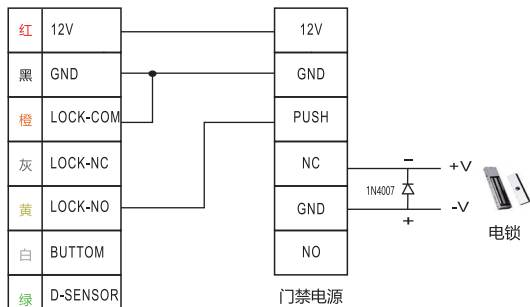 红 12V 12V
黑 GND GND
橙 LOCK-COM PUSH
灰 LOCK-NC NC
黄 LOCK-NO GND
白 BUTTOM NO
绿 D-SENSOR
门禁电源
−
1N4007
+
+V
-V
电锁